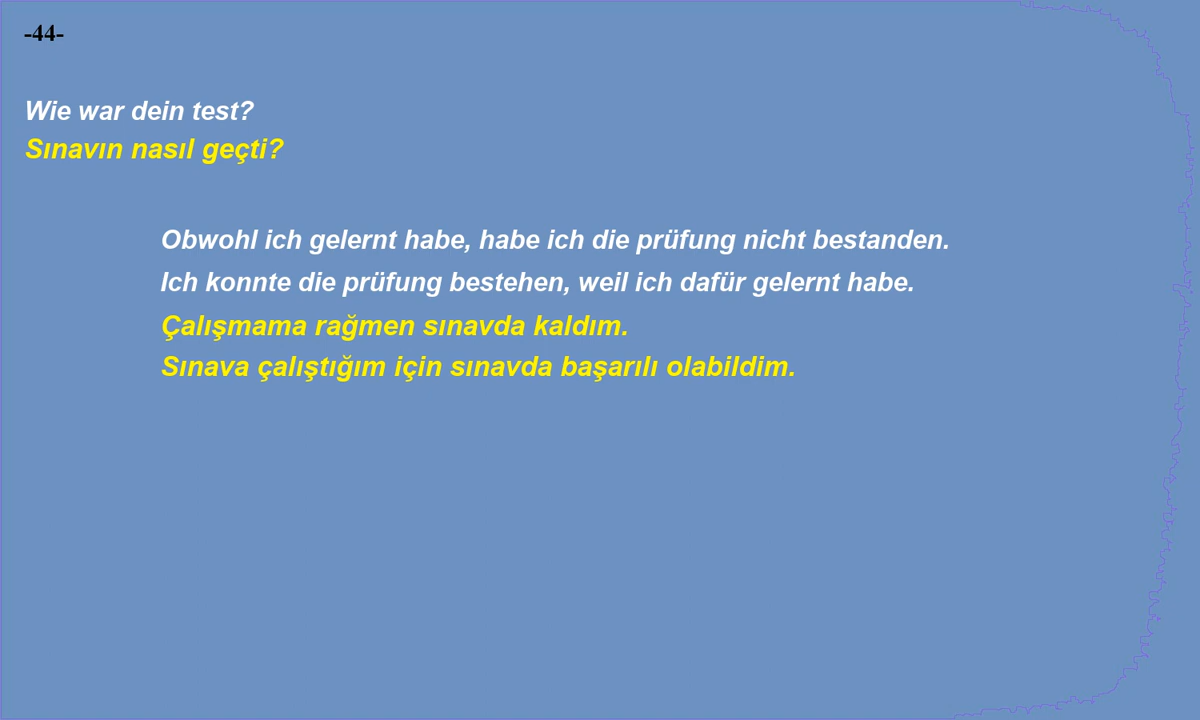 -44-
Wie war dein test?
Sınavın nasıl geçti?
Obwohl ich gelernt habe, habe ich die prüfung nicht bestanden.
Ich konnte die prüfung bestehen, weil ich dafür gelernt habe.
Çalışmama rağmen sınavda kaldım.
Sınava çalıştığım için sınavda başarılı olabildim.